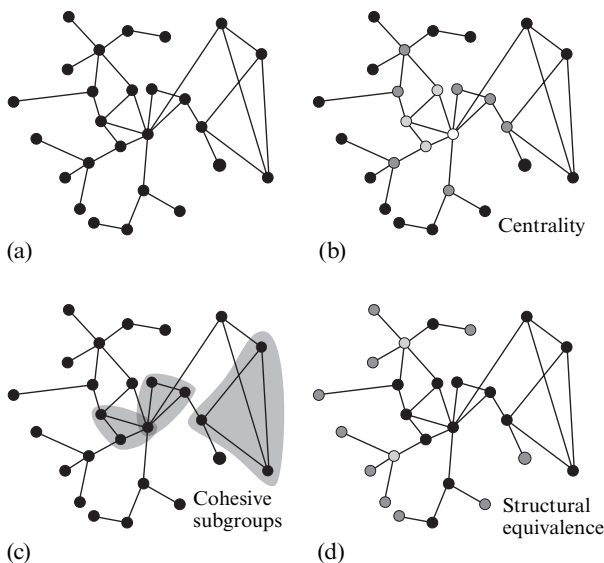 (a)
(b)
Centrality
(c)
Cohesive
subgroups
(d)
Structural
equivalence